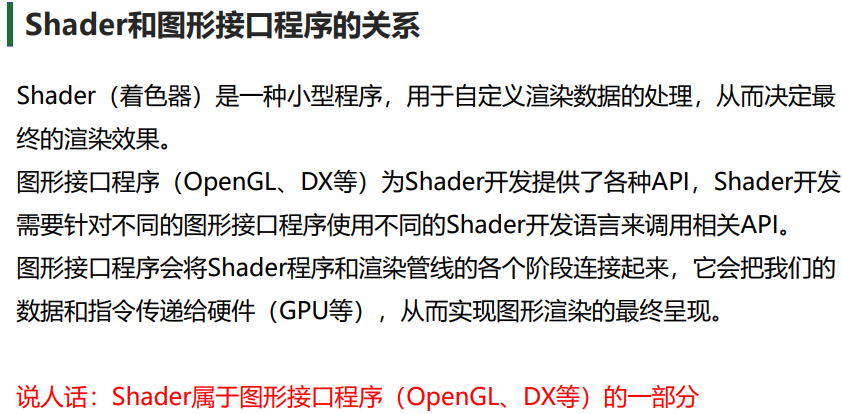 Shader和图形接口程序的关系
Shader（着色器）是一种小型程序，用于自定义渲染数据的处理，从而决定最
终的渲染效果。
图形接口程序（OpenGL、DX等）为Shader开发提供了各种API，Shader开发
需要针对不同的图形接口程序使用不同的Shader开发语言来调用相关API。
图形接口程序会将Shader程序和渲染管线的各个阶段连接起来，它会把我们的
数据和指令传递给硬件（GPU等），从而实现图形渲染的最终呈现。
说人话：Shader属于图形接口程序（OpenGL、DX等）的一部分